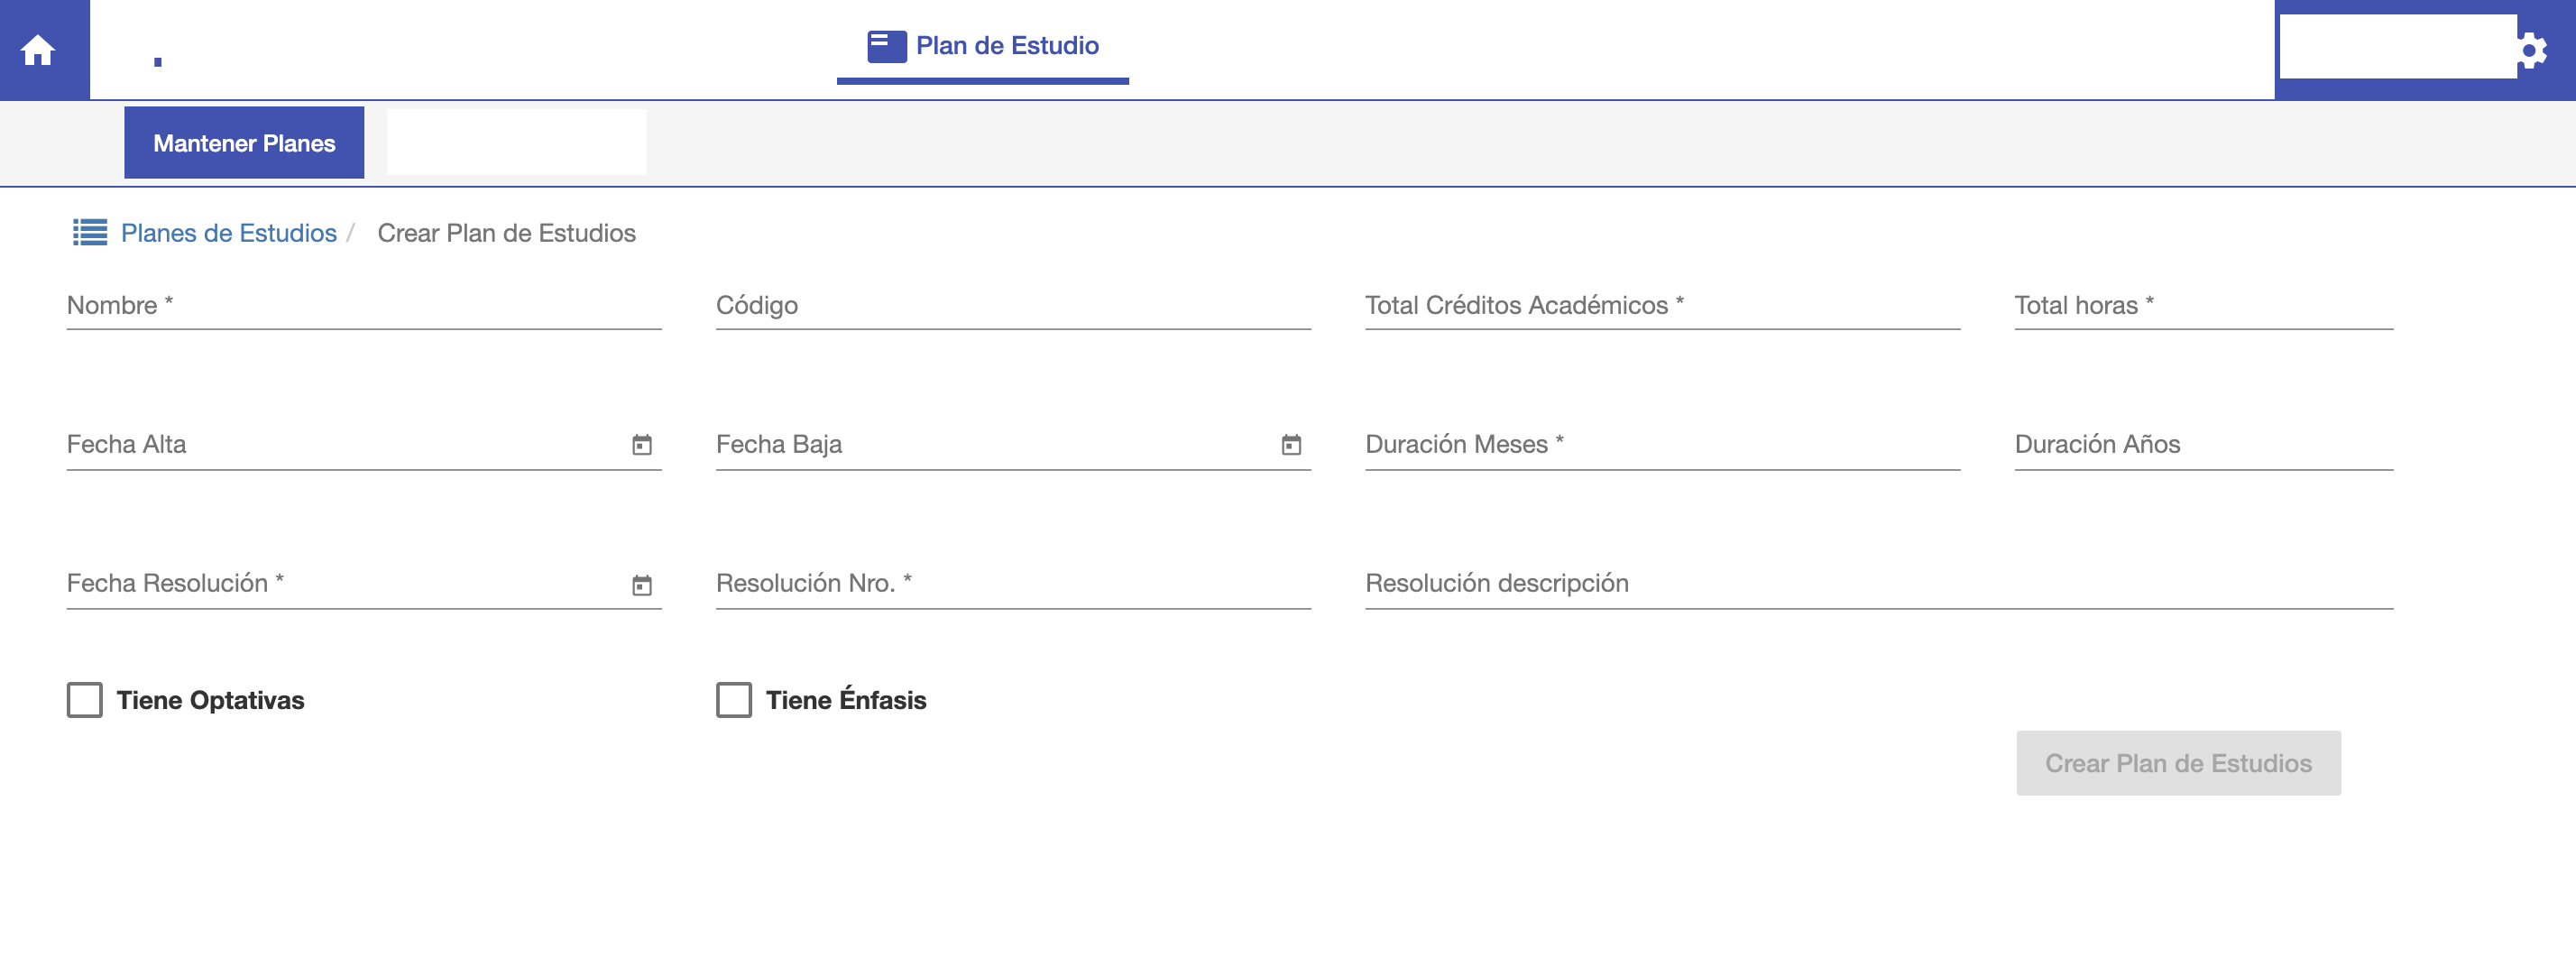 Plan de Estudio
Mantener Planes
Planes de Estudios / Crear Plan de Estudios
Nombre * Código Total Créditos Académicos * Total horas *
Fecha Alta Fecha Baja Duración Meses * Duración Años
Fecha Resolución * Resolución Nro. * Resolución descripción
Tiene Optativas Tiene Énfasis
Crear Plan de Estudios